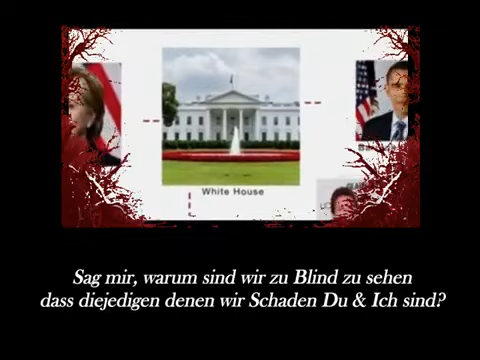 White House
Sag mir, warum sind wir zu Blind zu sehen
dass diejedigen denen wir Schaden Du & Ich sind?